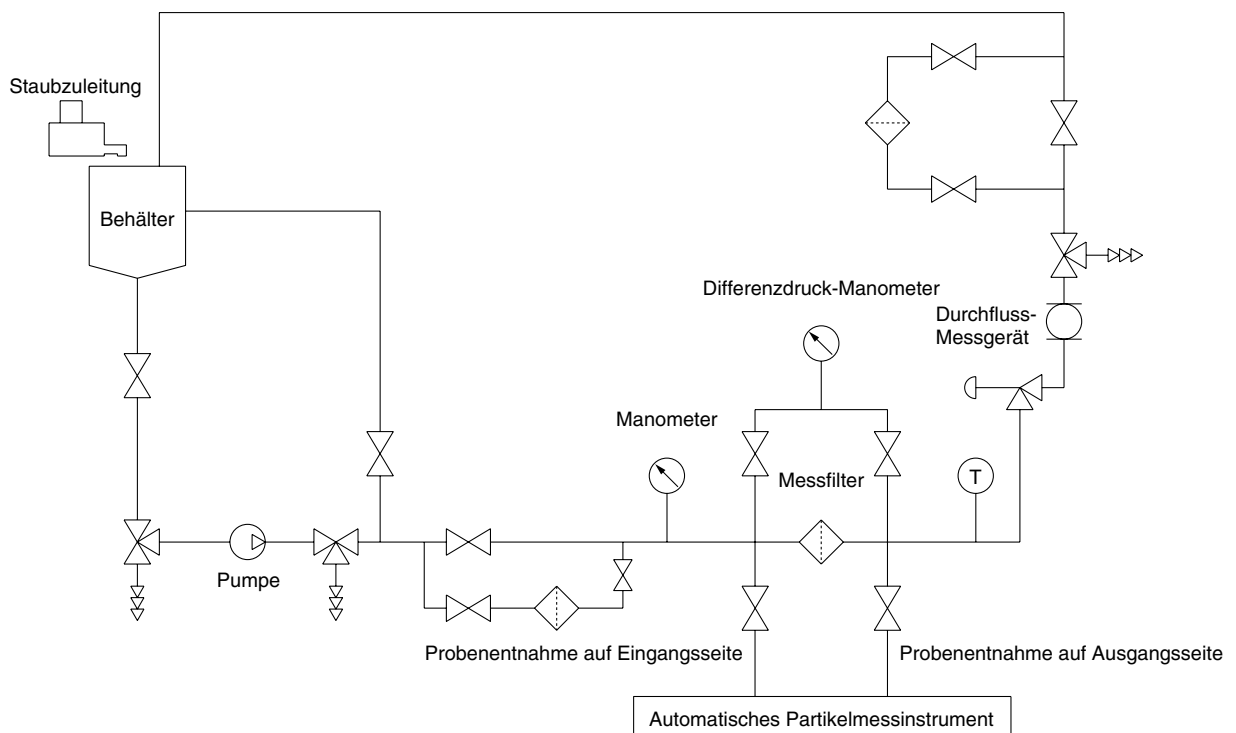 Staubzuleitung
Behälter
Differenzdruck-Manometer
Durchfluss-
Messgerät
Manometer
Messfilter
T
Pumpe
Probenentnahme auf Eingangsseite
Probenentnahme auf Ausgangsseite
Automatisches Partikelmessinstrument